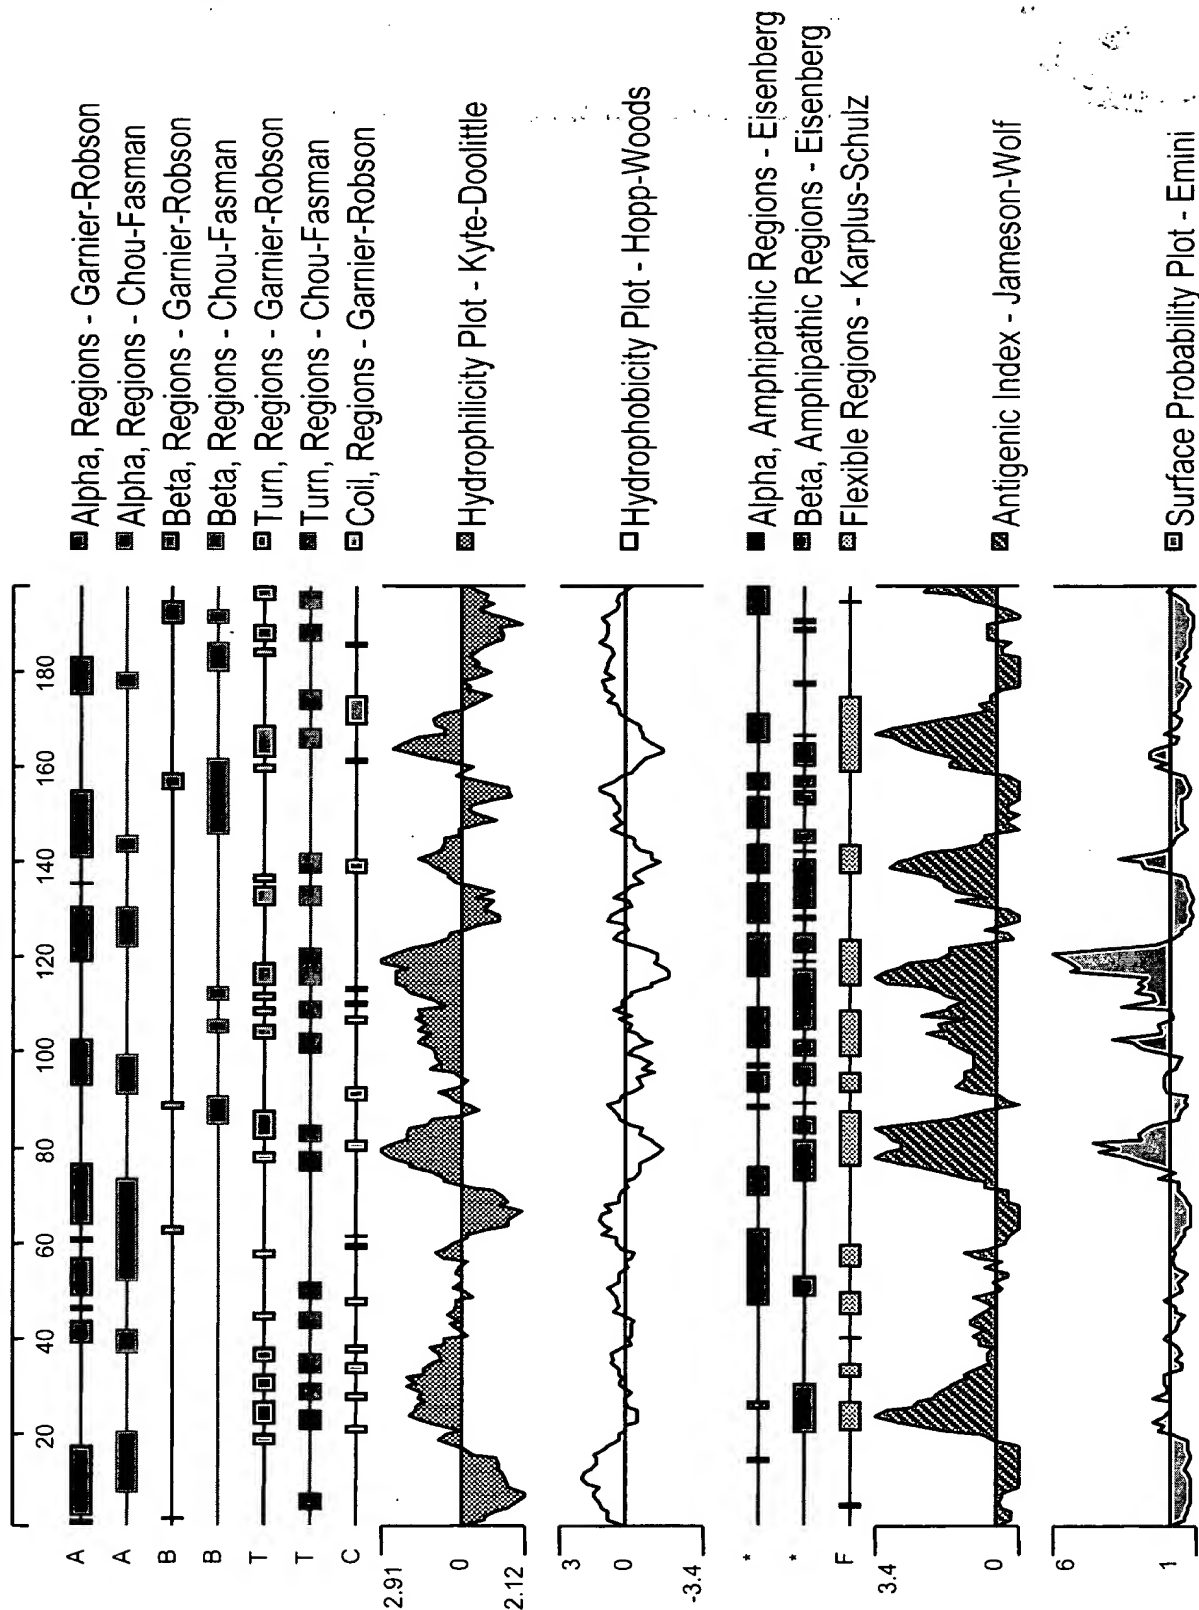 20 40 60 80 100 120 140 160 180
A Alpha, Regions - Garnier-Robson
A Alpha, Regions - Chou-Fasman
B Beta, Regions - Garnier-Robson
B Beta, Regions - Chou-Fasman
T Turn, Regions - Garnier-Robson
T Turn, Regions - Chou-Fasman
C Coil, Regions - Garnier-Robson
2.91
0 Hydrophilicity Plot - Kyte-Doolittle
2.12
3
0 Hydrophobicity Plot - Hopp-Woods
-3.4
* Alpha, Amphipathic Regions - Eisenberg
* Beta, Amphipathic Regions - Eisenberg
F Flexible Regions - Karplus-Schulz
3.4
0 Antigenic Index - Jameson-Wolf
6
1 Surface Probability Plot - Emini